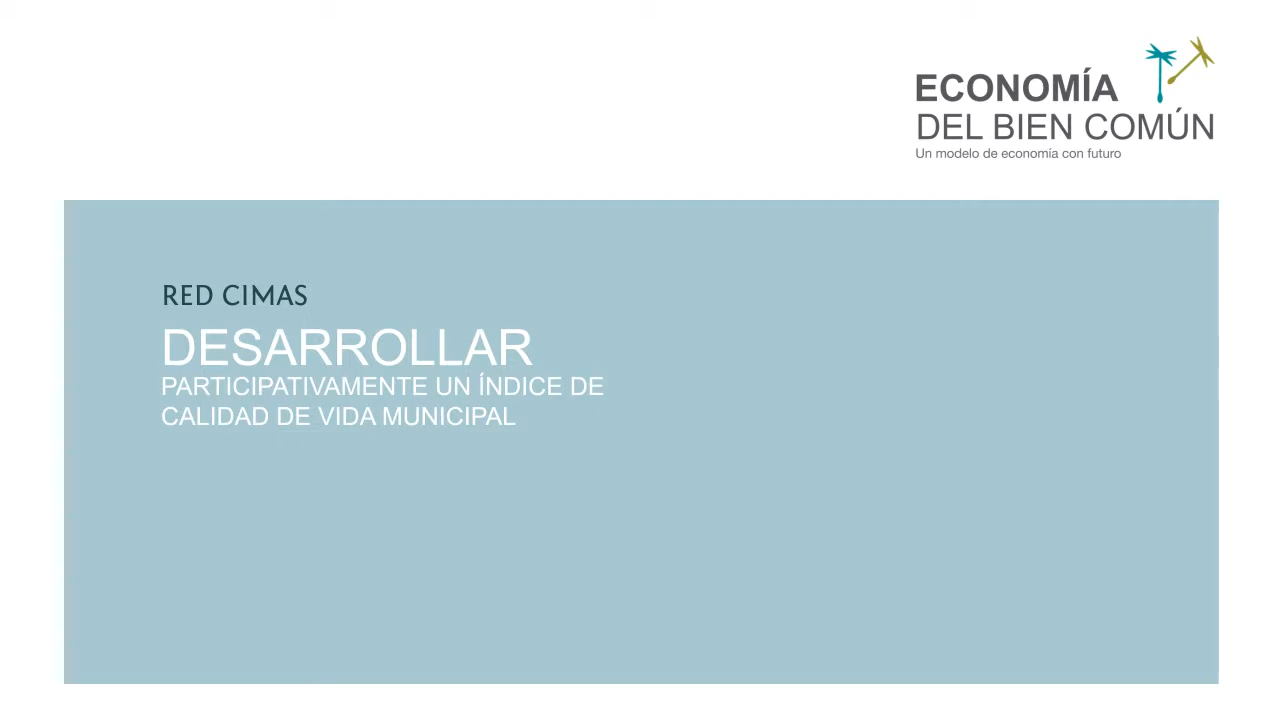 ECONOMÍA
DEL BIEN COMÚN
Un modelo de economía con futuro
RED CIMAS
DESARROLLAR
PARTICIPATIVAMENTE UN ÍNDICE DE
CALIDAD DE VIDA MUNICIPAL